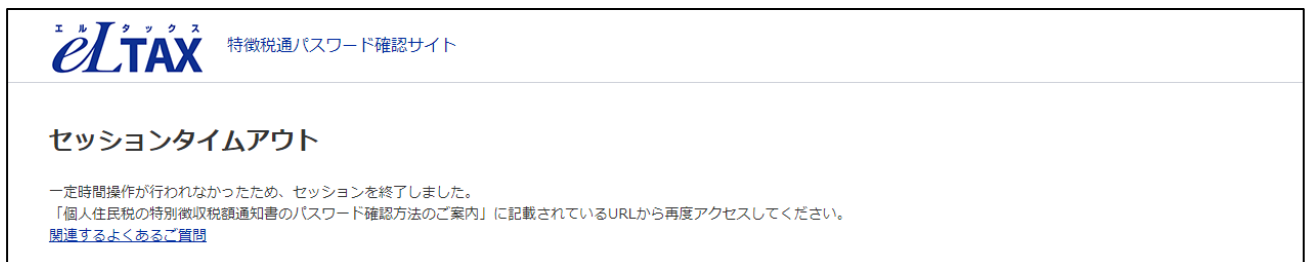 エルタックス
eLTAX 特徴税通パスワード確認サイト
セッションタイムアウト
一定時間操作が行われなかったため、セッションを終了しました。
「個人住民税の特別徴収税額通知書のパスワード確認方法のご案内」に記載されているURLから再度アクセスしてください。
関連するよくあるご質問